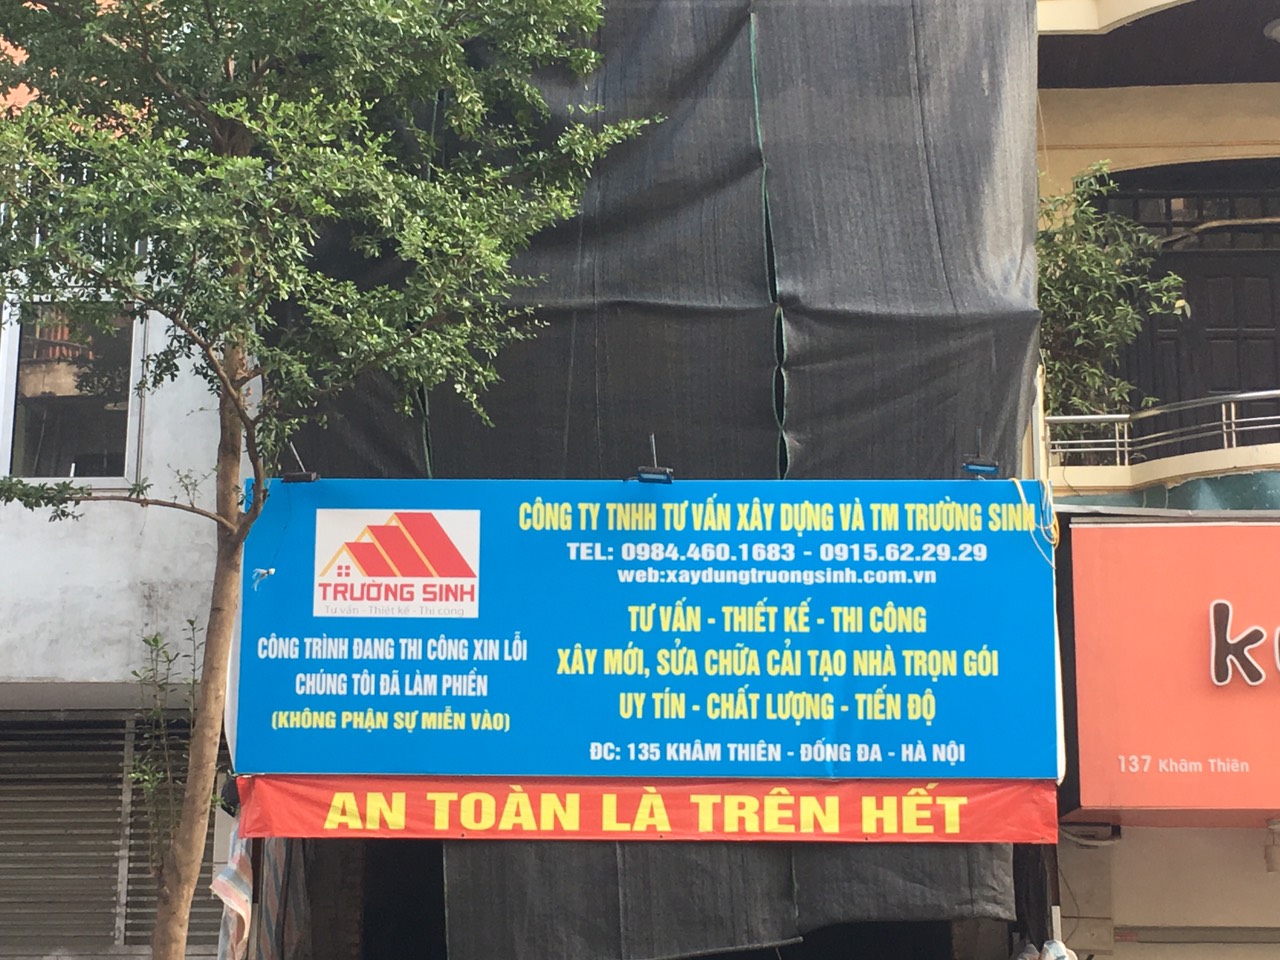 TRƯỜNG SINH
Tư vấn - Thiết kế - Thi công
CÔNG TRÌNH ĐANG THI CÔNG XIN LỖI
CHÚNG TÔI ĐÃ LÀM PHIỀN
(KHÔNG PHẬN SỰ MIỄN VÀO)
CÔNG TY TNHH TƯ VẤN XÂY DỰNG VÀ TM TRƯỜNG SINH
TEL: 0984.460.1683 - 0915.62.29.29
web:xaydungtruongsinh.com.vn
TƯ VẤN - THIẾT KẾ - THI CÔNG
XÂY MỚI, SỬA CHỮA CẢI TẠO NHÀ TRỌN GÓI
UY TÍN - CHẤT LƯỢNG - TIẾN ĐỘ
ĐC: 135 KHÂM THIÊN - ĐỐNG ĐA - HÀ NỘI
AN TOÀN LÀ TRÊN HẾT
137 Khâm Thiên